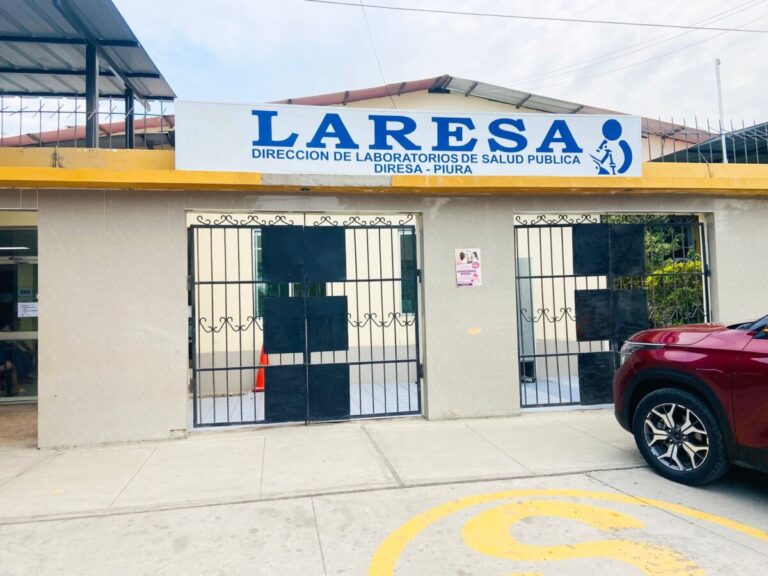 LARESA
DIRECCION DE LABORATORIOS DE SALUD PUBLICA
DIRESA - PIURA
S